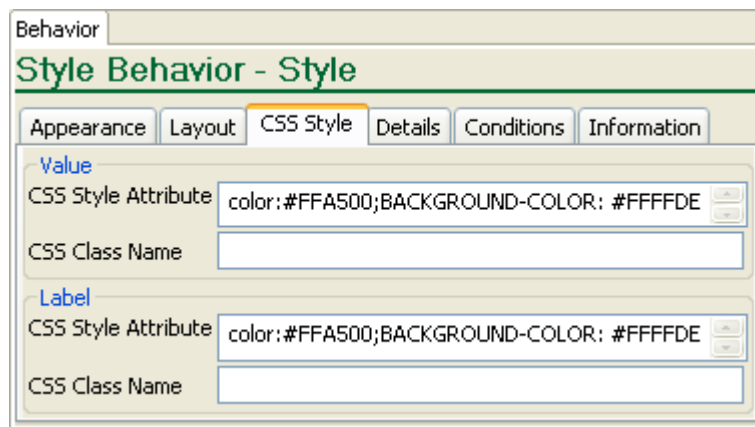 Behavior
Style Behavior - Style
Appearance Layout CSS Style Details Conditions Information
Value
CSS Style Attribute color:#FFA500;BACKGROUND-COLOR: #FFFFDE
CSS Class Name
Label
CSS Style Attribute color:#FFA500;BACKGROUND-COLOR: #FFFFDE
CSS Class Name